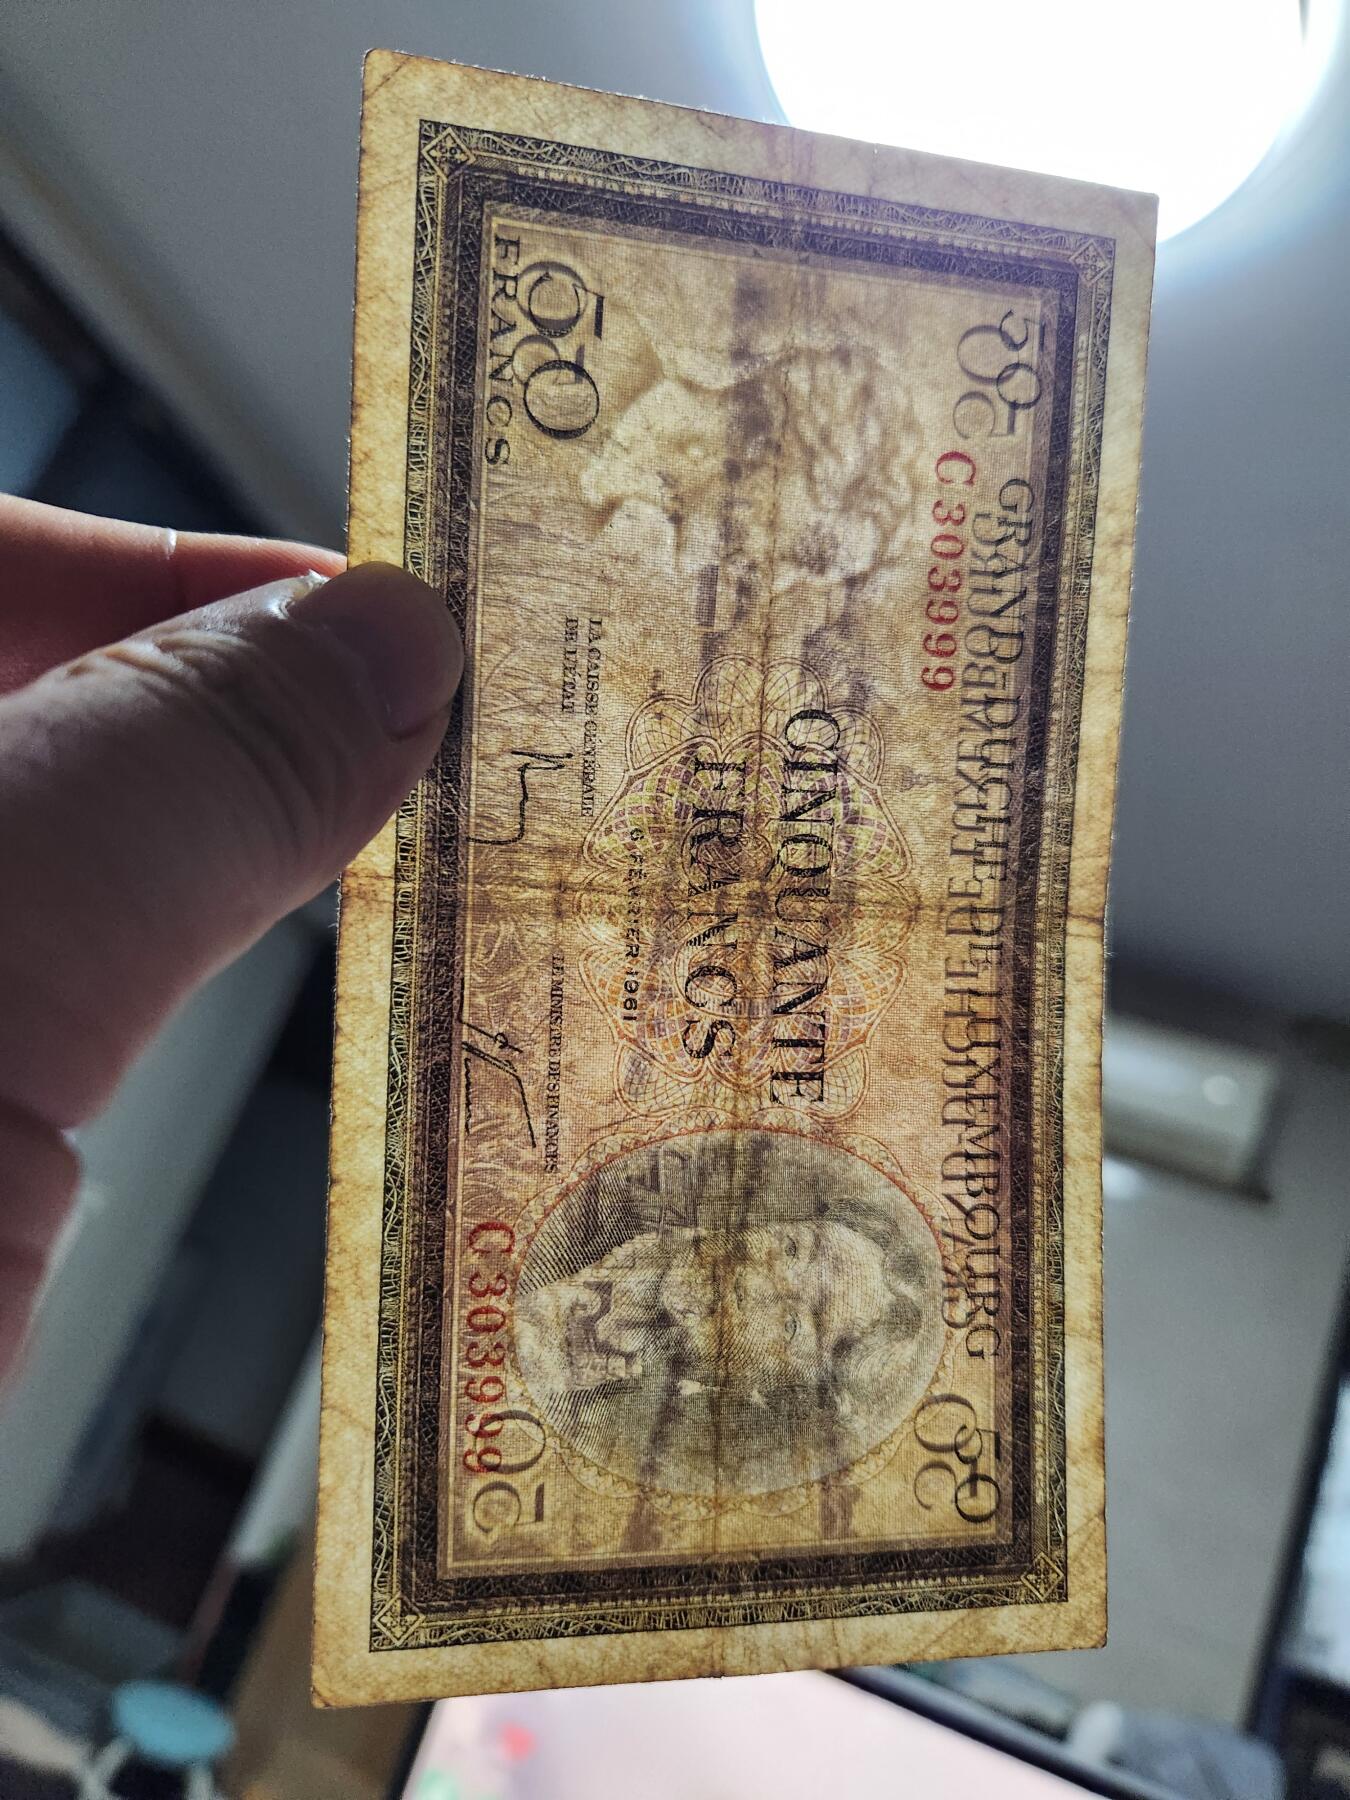 GRAND-DUCHÉ DE LUXEMBOURG
50
50
C 303999
CINQUANTE
FRANCS
6 FÉVRIER 1961
LA CAISSE GÉNÉRALE
DE L'ÉTAT
LE MINISTRE DES FINANCES
50
FRANCS
C 303999
50